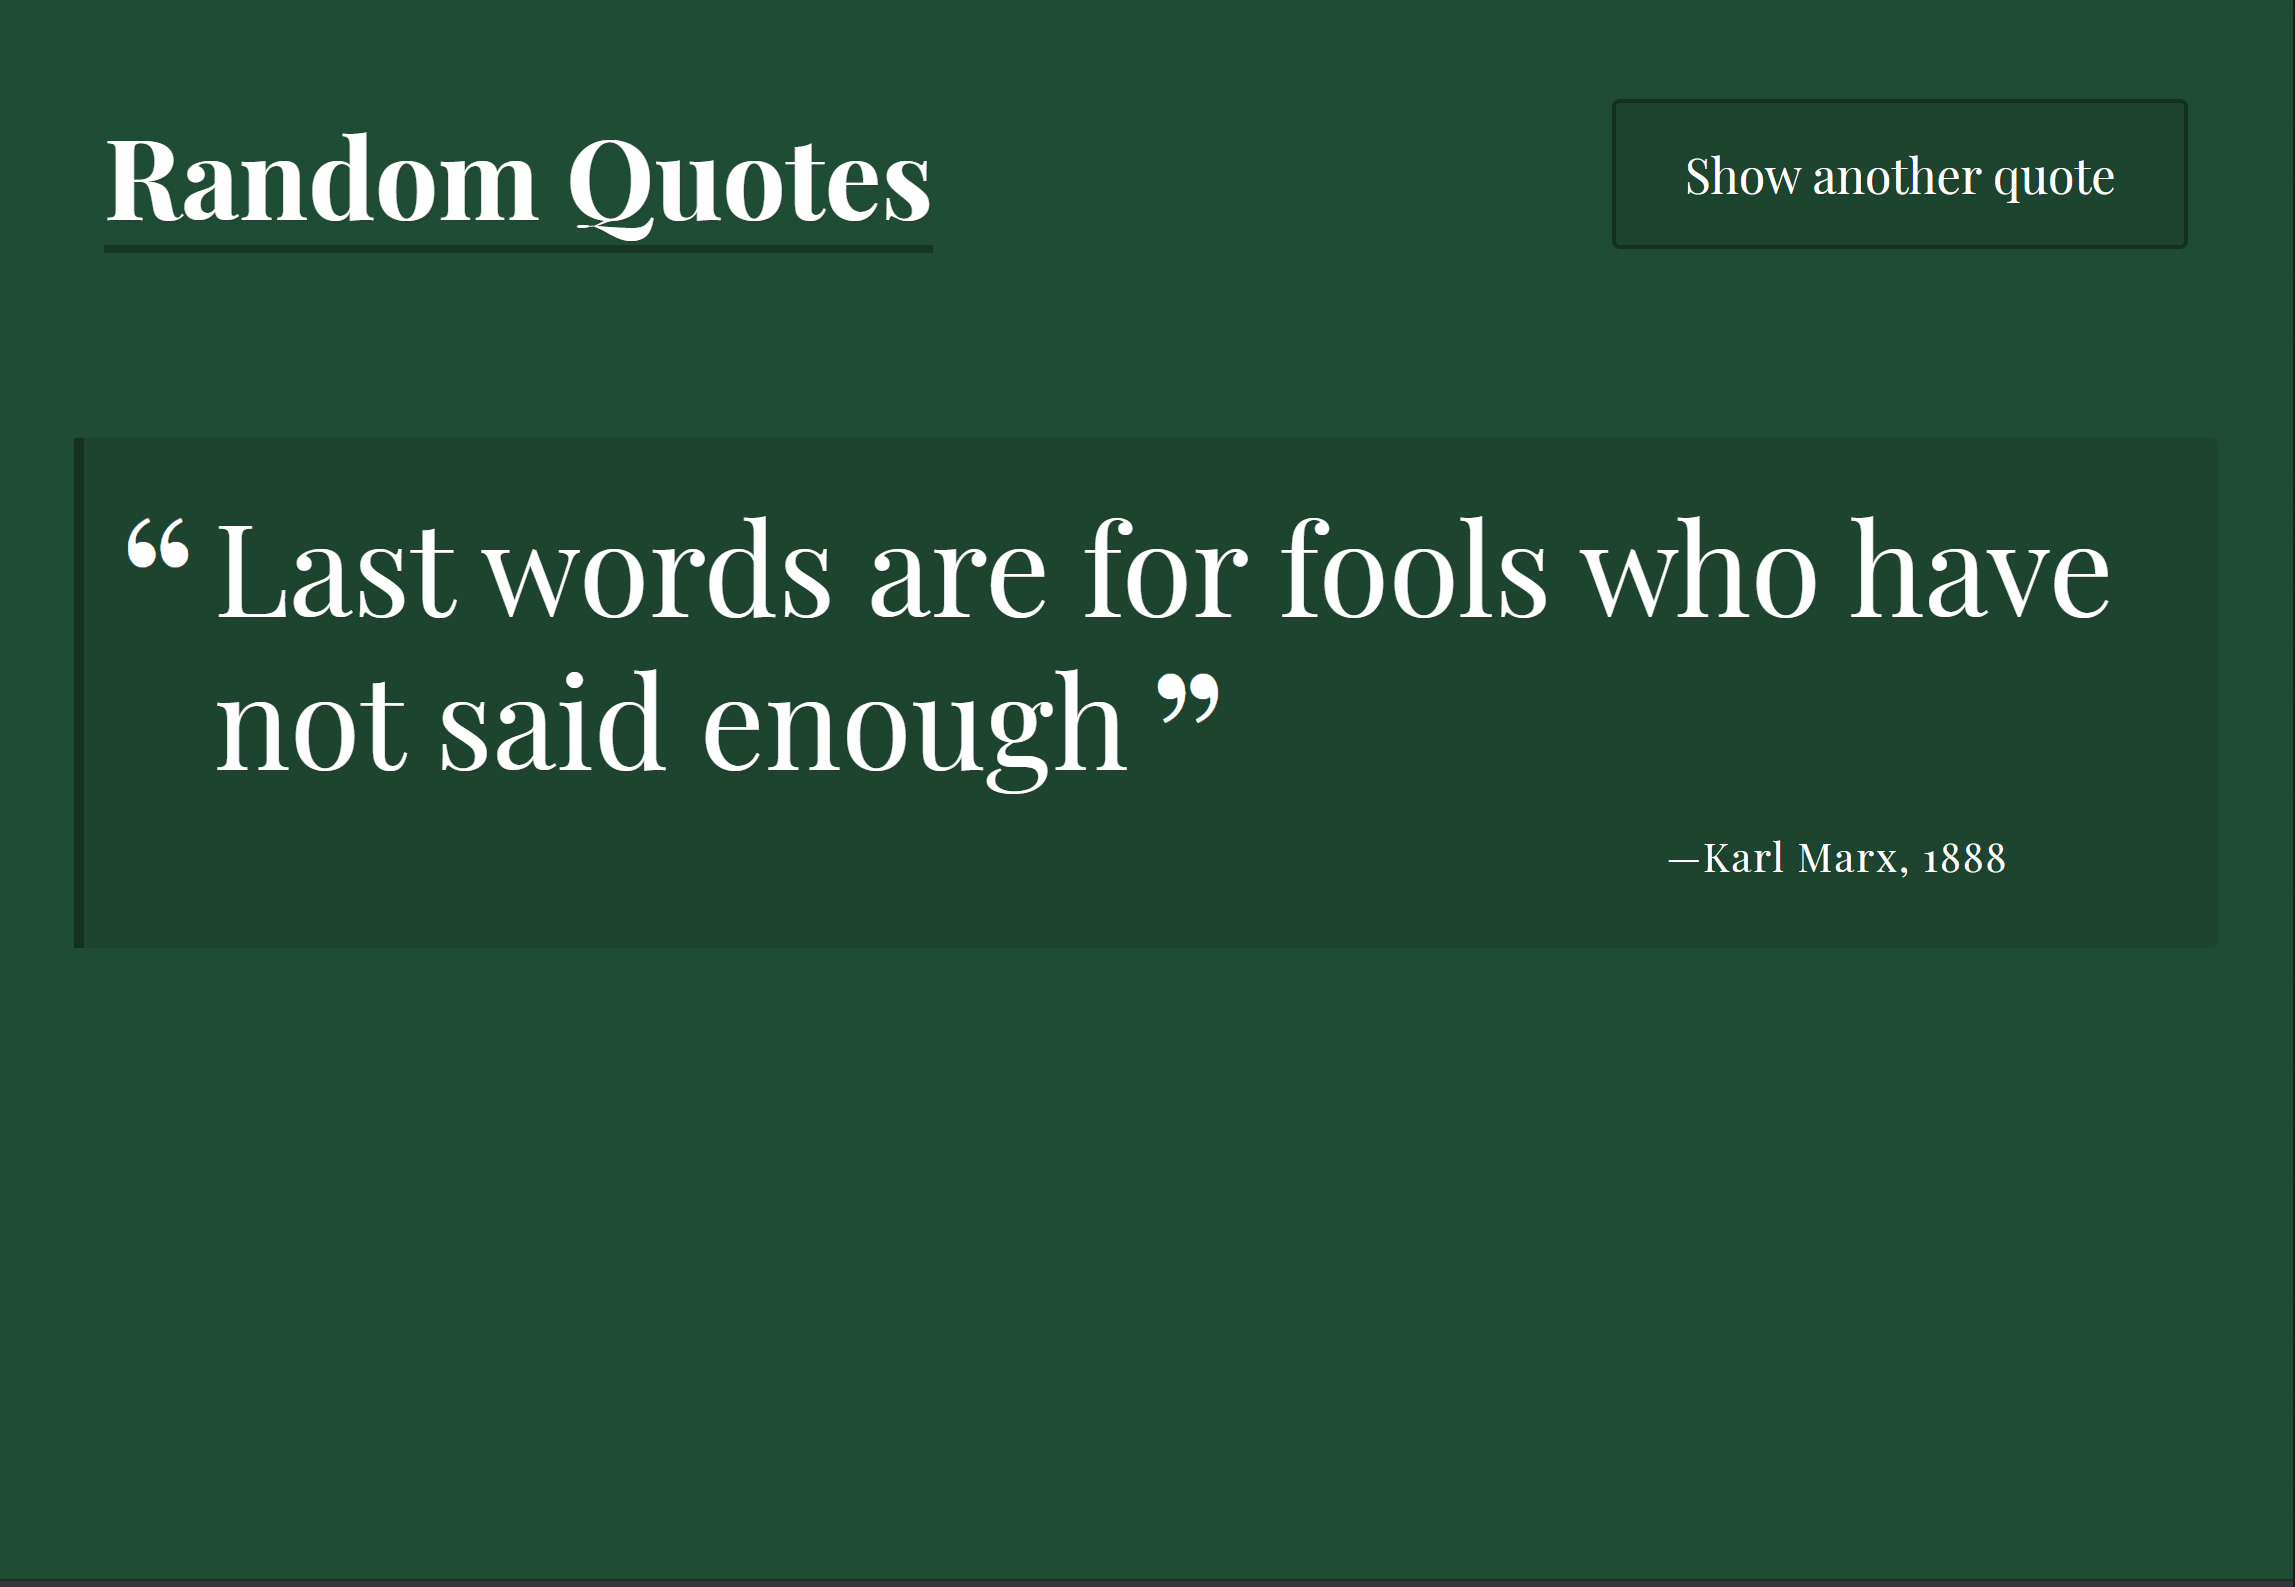 Random Quotes
Show another quote
“ Last words are for fools who have
not said enough ”
—Karl Marx, 1888